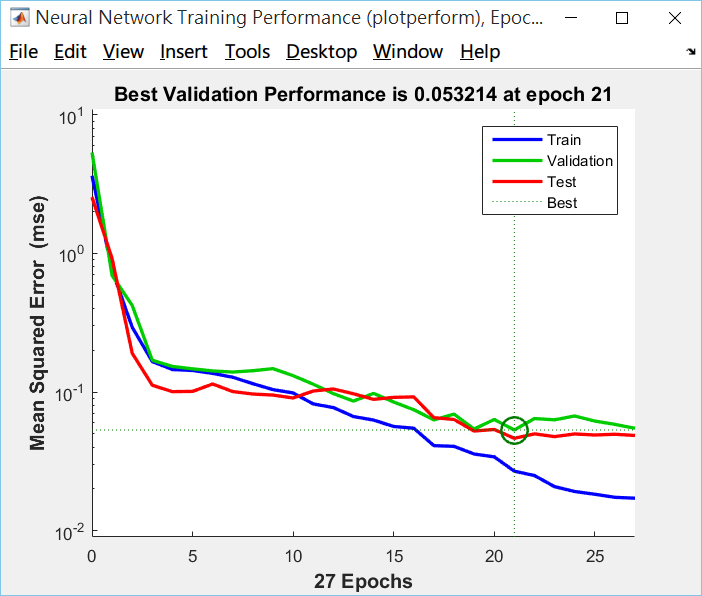 Neural Network Training Performance (plotperform), Epoc...
File Edit View Insert Tools Desktop Window Help
Best Validation Performance is 0.053214 at epoch 21
Mean Squared Error (mse)
10^1
10^0
10^-1
10^-2
Train
Validation
Test
Best
0 5 10 15 20 25
27 Epochs